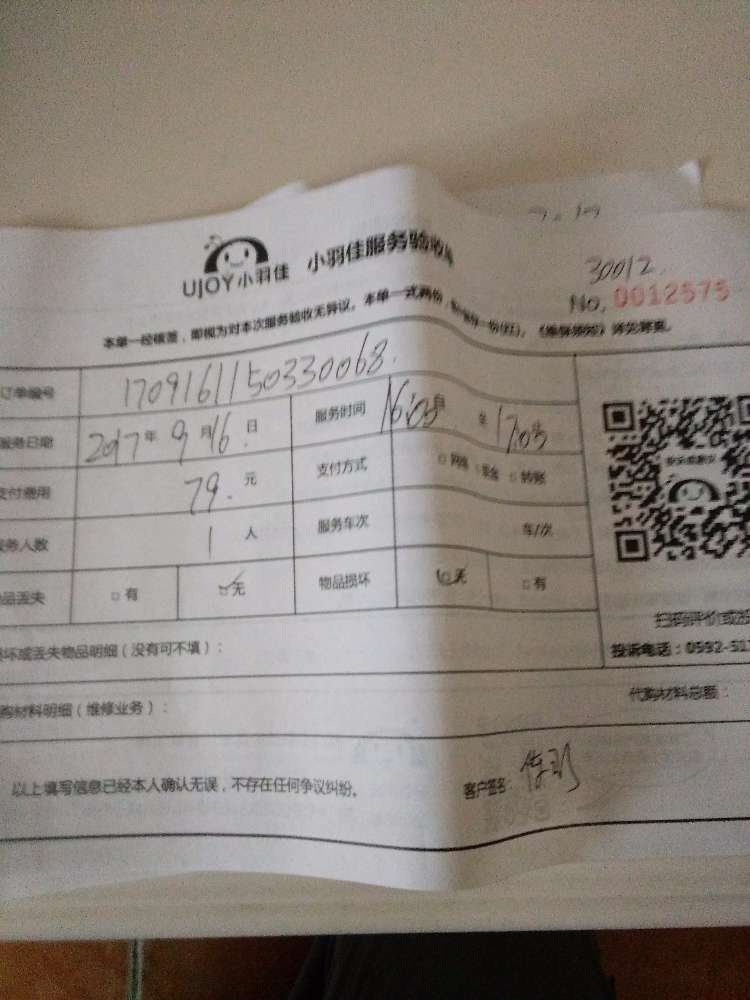 UJOY小羽佳 小羽佳服务验收单
30012
No. 0012575
本单一经核签，即视为对本次服务验收无异议。本单一式两份，
订单编号 1709161150330068
服务日期 2017年9月16日 服务时间 16:05 至 17:05
支付费用 79. 元 支付方式 □网络 □现金 □转账
服务人数 1 人 服务车次 车/次
物品丢失 □有 ☑无 物品损坏 ☑无 □有
损坏或丢失物品明细（没有可不填）：
扫码评价或投
投诉电话：0592-51
代购材料明细（维修业务）： 代购材料总额：
以上填写信息已经本人确认无误，不存在任何争议纠纷。 客户签名: